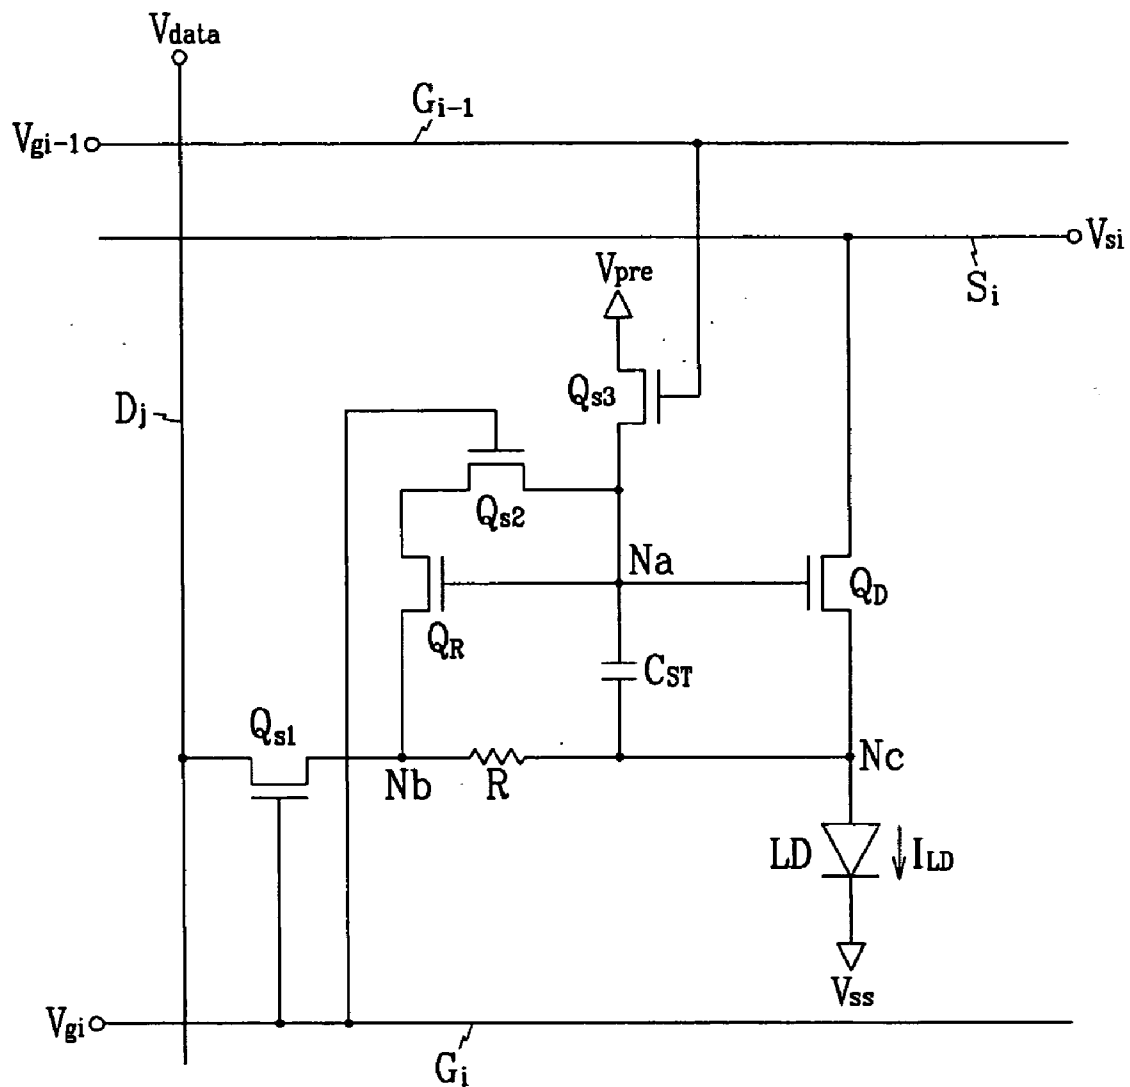 Vdata
Gi-1
Vgi-1
Vsi
Si
Vpre
Qs3
Dj
Qs2
Na
QD
QR
CST
Qs1
Nb
R
Nc
LD
ILD
Vss
Vgi
Gi